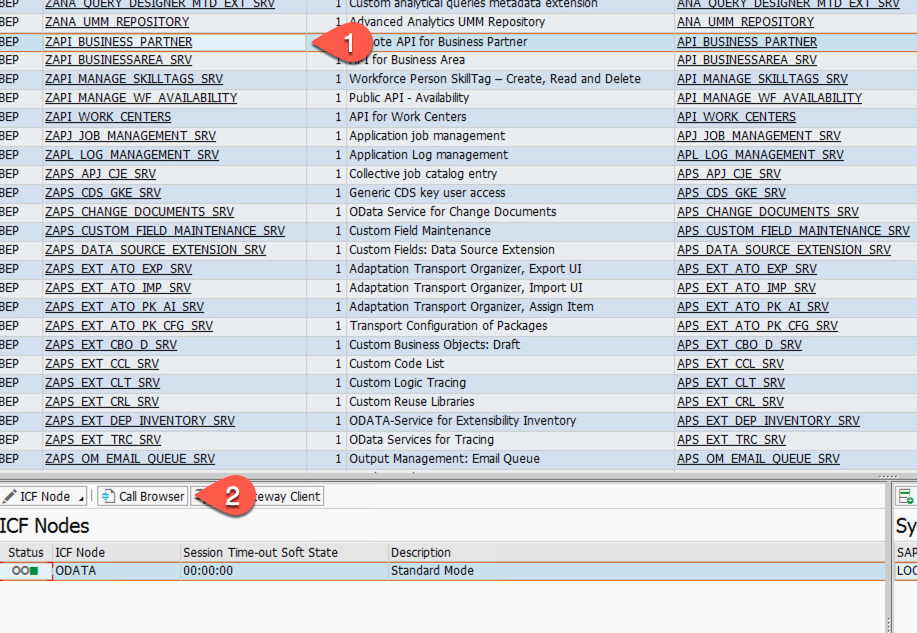 BEP ZANA_QUERY_DESIGNER_MTD_EXT_SRV 1 Custom analytical queries metadata extension ANA_QUERY_DESIGNER_MTD_EXT_SRV
BEP ZANA_UMM_REPOSITORY 1 Advanced Analytics UMM Repository ANA_UMM_REPOSITORY
BEP ZAPI_BUSINESS_PARTNER 1 ote API for Business Partner API_BUSINESS_PARTNER
BEP ZAPI_BUSINESSAREA_SRV 1 API for Business Area API_BUSINESSAREA_SRV
BEP ZAPI_MANAGE_SKILLTAGS_SRV 1 Workforce Person SkillTag – Create, Read and Delete API_MANAGE_SKILLTAGS_SRV
BEP ZAPI_MANAGE_WF_AVAILABILITY 1 Public API - Availability API_MANAGE_WF_AVAILABILITY
BEP ZAPI_WORK_CENTERS 1 API for Work Centers API_WORK_CENTERS
BEP ZAPJ_JOB_MANAGEMENT_SRV 1 Application job management APJ_JOB_MANAGEMENT_SRV
BEP ZAPL_LOG_MANAGEMENT_SRV 1 Application Log management APL_LOG_MANAGEMENT_SRV
BEP ZAPS_APJ_CJE_SRV 1 Collective job catalog entry APS_APJ_CJE_SRV
BEP ZAPS_CDS_GKE_SRV 1 Generic CDS key user access APS_CDS_GKE_SRV
BEP ZAPS_CHANGE_DOCUMENTS_SRV 1 OData Service for Change Documents APS_CHANGE_DOCUMENTS_SRV
BEP ZAPS_CUSTOM_FIELD_MAINTENANCE_SRV 1 Custom Field Maintenance APS_CUSTOM_FIELD_MAINTENANCE_SRV
BEP ZAPS_DATA_SOURCE_EXTENSION_SRV 1 Custom Fields: Data Source Extension APS_DATA_SOURCE_EXTENSION_SRV
BEP ZAPS_EXT_ATO_EXP_SRV 1 Adaptation Transport Organizer, Export UI APS_EXT_ATO_EXP_SRV
BEP ZAPS_EXT_ATO_IMP_SRV 1 Adaptation Transport Organizer, Import UI APS_EXT_ATO_IMP_SRV
BEP ZAPS_EXT_ATO_PK_AI_SRV 1 Adaptation Transport Organizer, Assign Item APS_EXT_ATO_PK_AI_SRV
BEP ZAPS_EXT_ATO_PK_CFG_SRV 1 Transport Configuration of Packages APS_EXT_ATO_PK_CFG_SRV
BEP ZAPS_EXT_CBO_D_SRV 1 Custom Business Objects: Draft APS_EXT_CBO_D_SRV
BEP ZAPS_EXT_CCL_SRV 1 Custom Code List APS_EXT_CCL_SRV
BEP ZAPS_EXT_CLT_SRV 1 Custom Logic Tracing APS_EXT_CLT_SRV
BEP ZAPS_EXT_CRL_SRV 1 Custom Reuse Libraries APS_EXT_CRL_SRV
BEP ZAPS_EXT_DEP_INVENTORY_SRV 1 ODATA-Service for Extensibility Inventory APS_EXT_DEP_INVENTORY_SRV
BEP ZAPS_EXT_TRC_SRV 1 OData Services for Tracing APS_EXT_TRC_SRV
BEP ZAPS_OM_EMAIL_QUEUE_SRV 1 Output Management: Email Queue APS_OM_EMAIL_QUEUE_SRV
ICF Node Call Browser 2 eway Client
ICF Nodes Sy
Status ICF Node Session Time-out Soft State Description SAP
ODATA 00:00:00 Standard Mode LOC